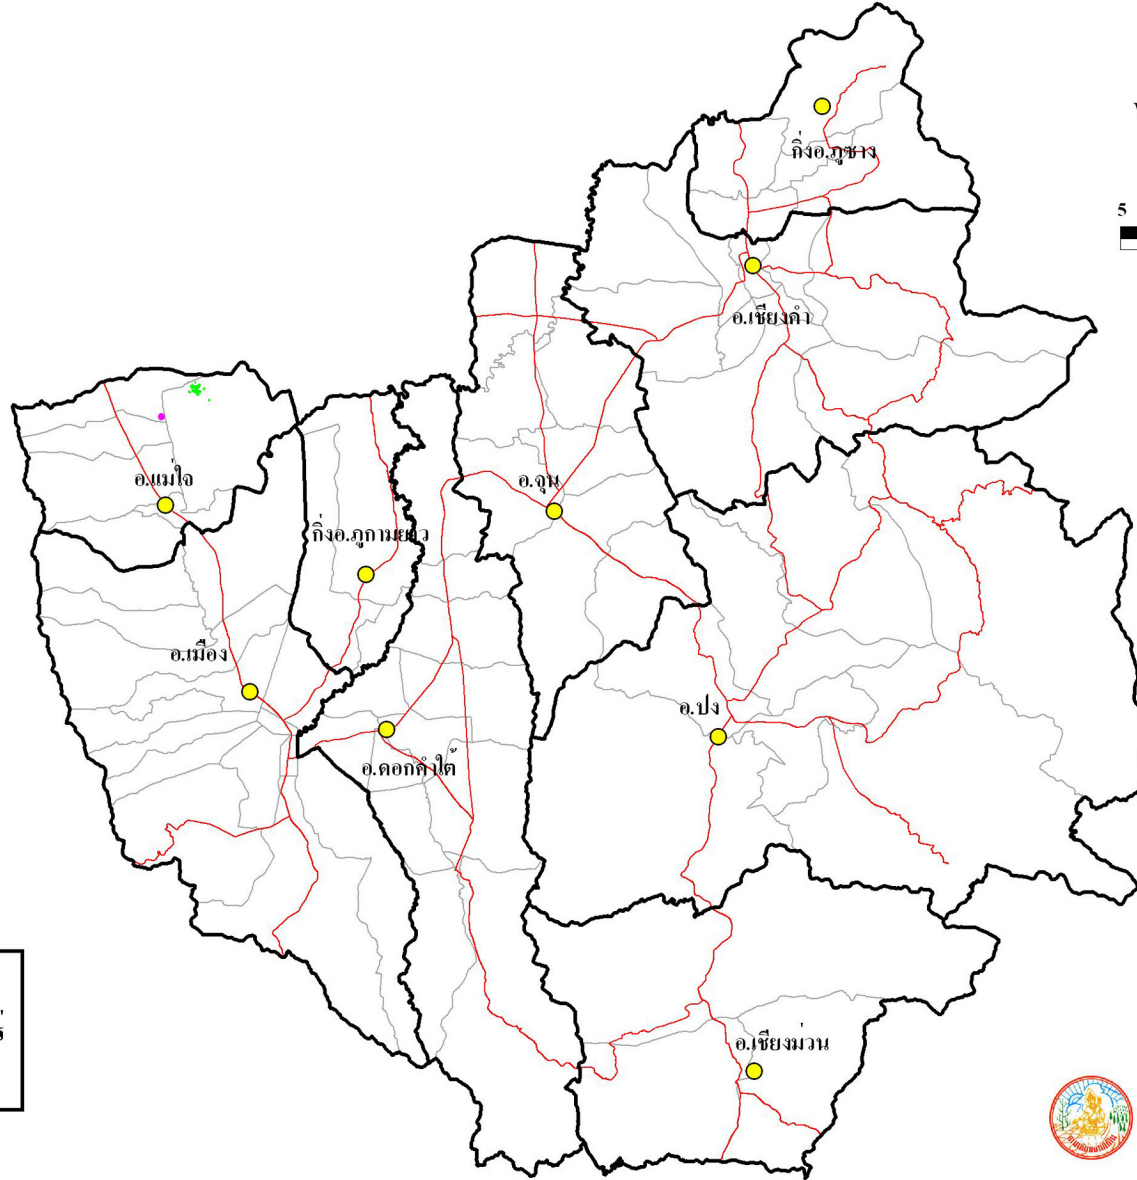 กิ่งอ.ภูซาง
5
อ.เชียงคำ
อ.แม่ใจ
อ.จุน
กิ่งอ.ภูกามยาว
อ.เมือง
อ.ปง
อ.ดอกคำใต้
อ.เชียงม่วน